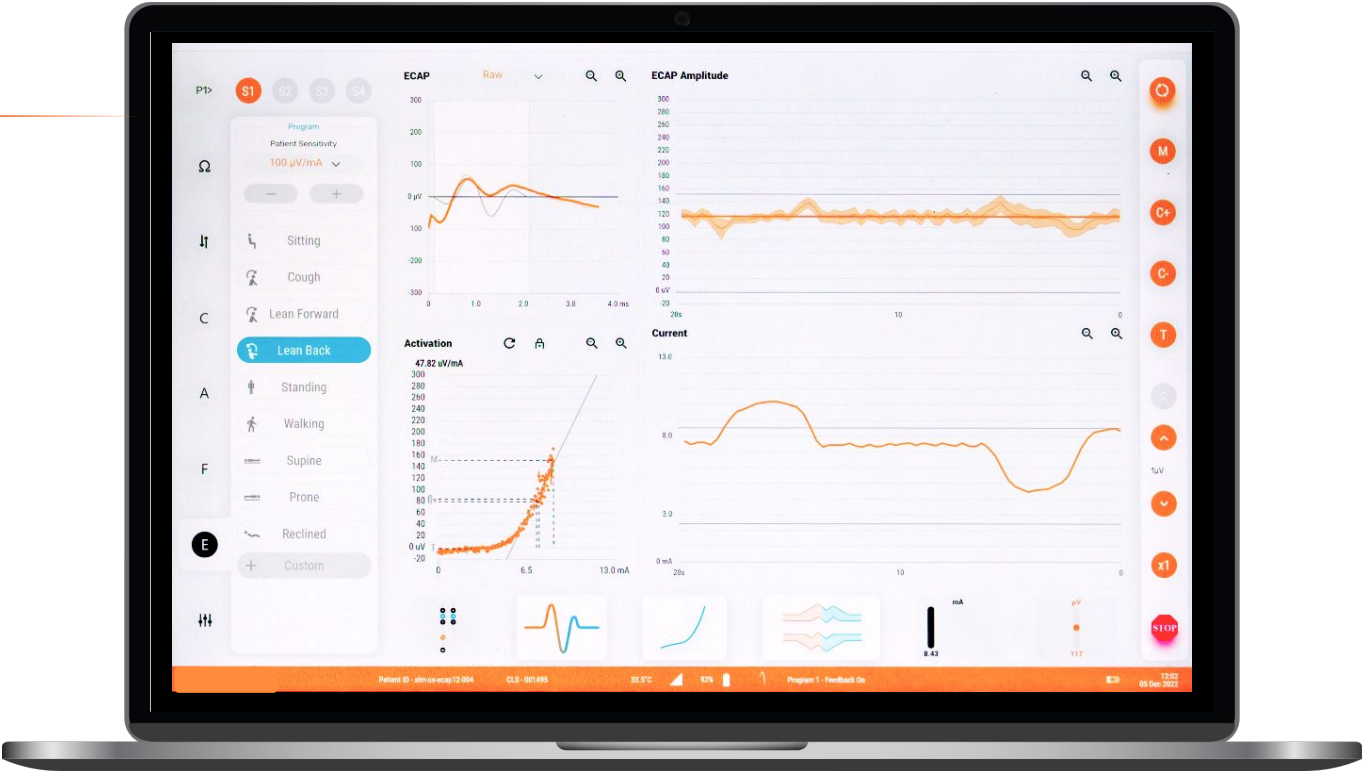 P1>
S1
S2
S3
S4
Program
Patient Sensitivity
100 µV/mA
−
+
Ω
C
A
F
E
Sitting
Cough
Lean Forward
Lean Back
Standing
Walking
Supine
Prone
Reclined
+ Custom
ECAP
Raw
300
200
100
0 µV
100
-200
-300
0 1.0 2.0 3.0 4.0 ms
ECAP Amplitude
300
280
260
240
220
200
180
160
140
120
100
80
60
40
20
0 uV
-20
20s 10 0
Activation
47.82 uV/mA
300
280
260
240
220
200
180
160
M
140
120
100
80
60
40
20
0 uV T
-20
0 6.5 13.0 mA
Current
13.0
8.0
3.0
0 mA
20s 10 0
mA
8.43
µV
117
M
C+
C-
T
1µV
x1
STOP
Patient ID - stm-us-ecap12-004
CLS - 001495
33.5°C
92%
Program 1 - Feedback On
12:02
05 Dec 2022